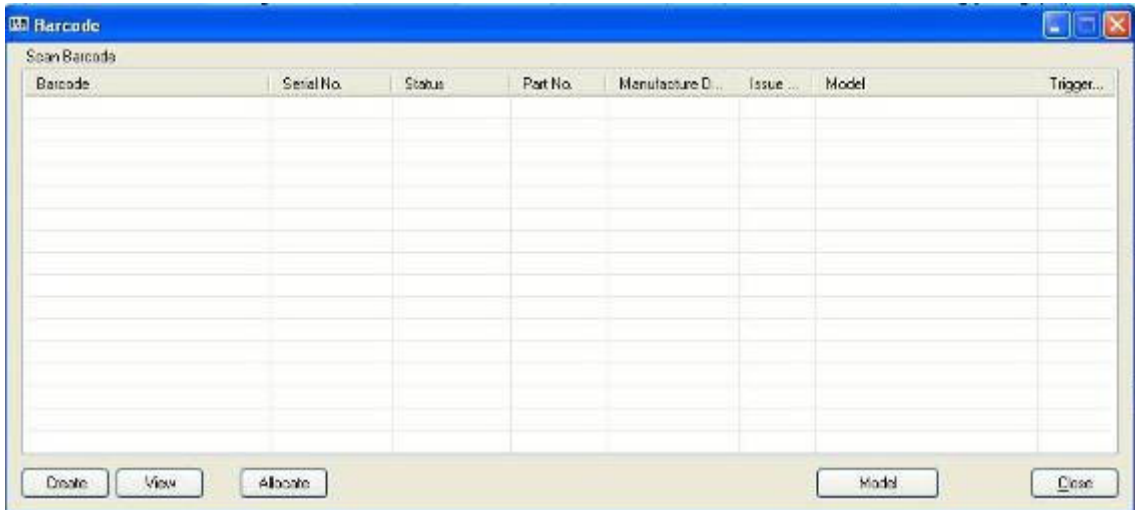 Barcode
Scan Barcode
Barcode Serial No. Status Part No. Manufacture D... Issue ... Model Trigger...
Create View Allocate Model Close